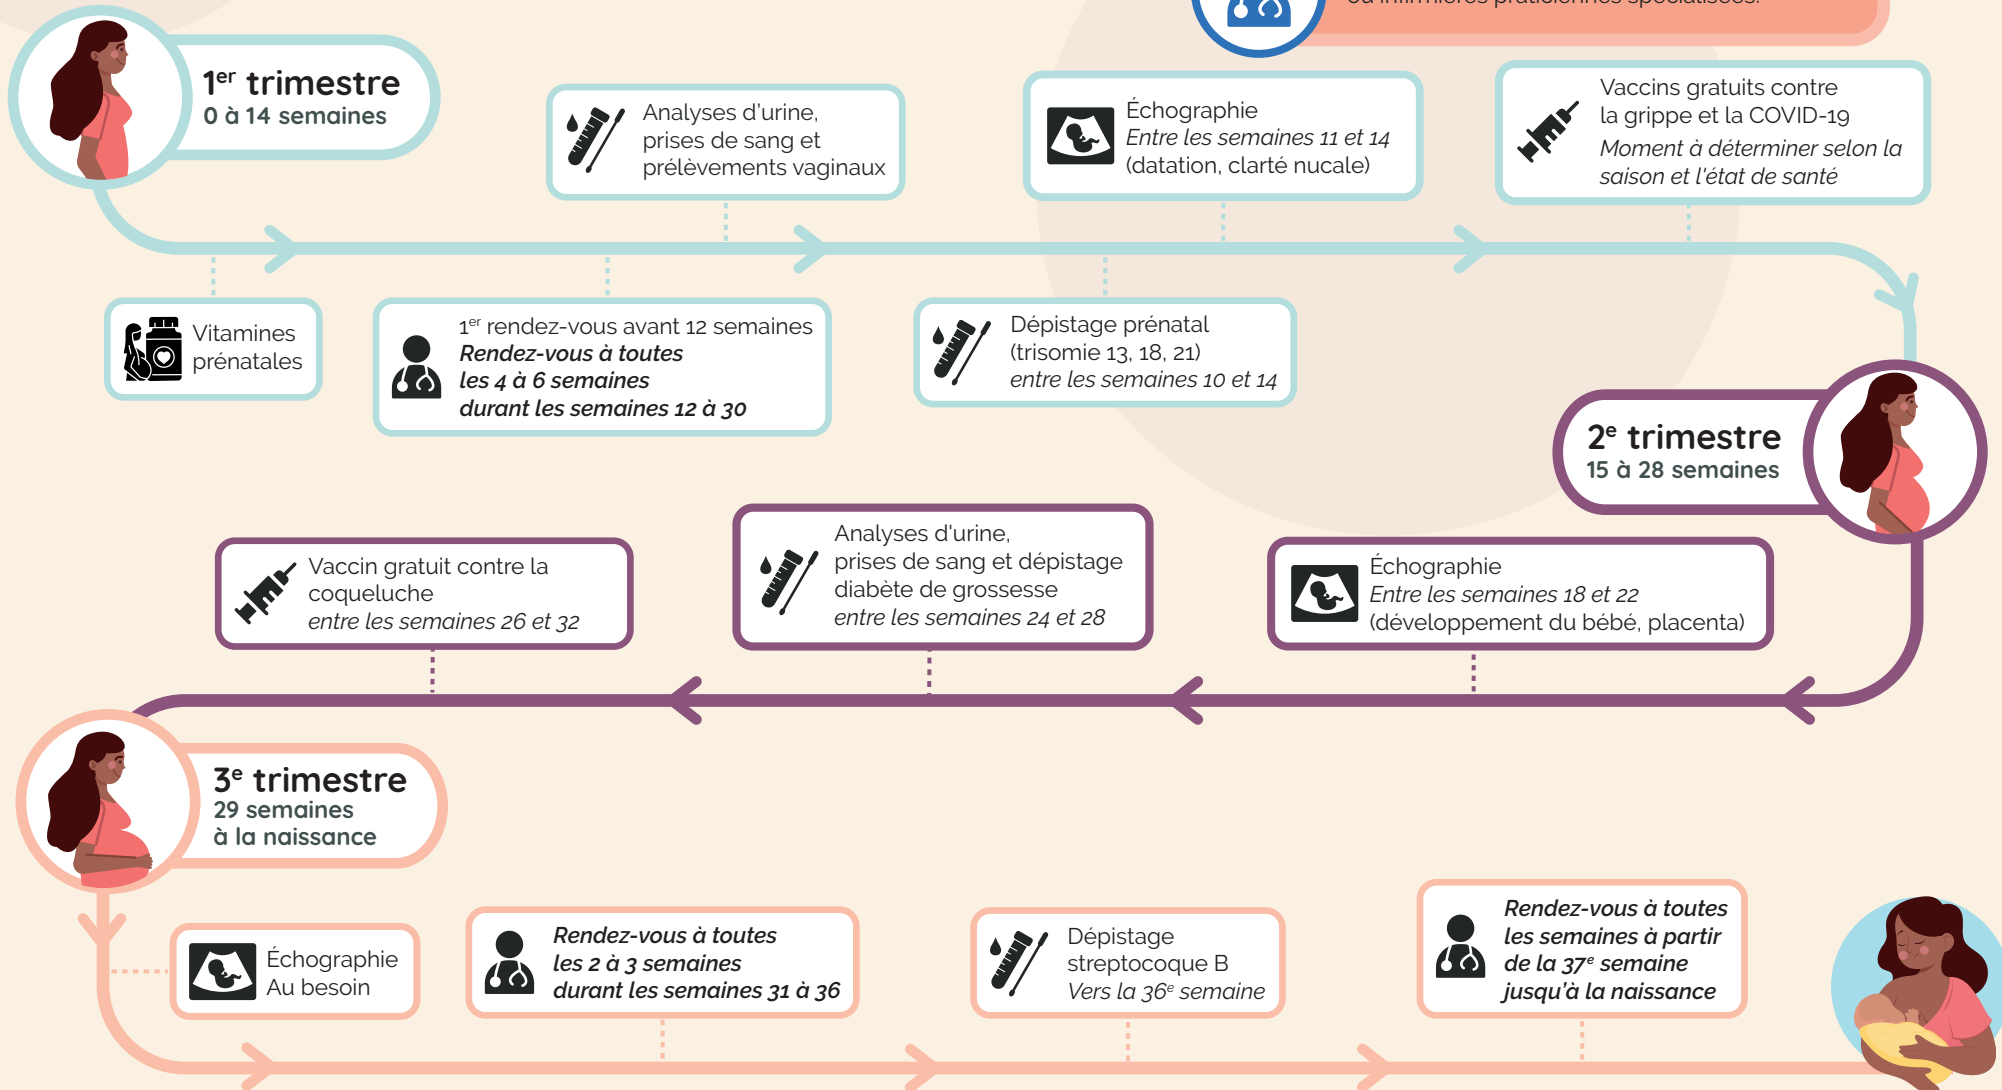 ou infirmières praticiennes spécialisées.
1er trimestre
0 à 14 semaines
Analyses d'urine,
prises de sang et
prélèvements vaginaux
Échographie
Entre les semaines 11 et 14
(datation, clarté nucale)
Vaccins gratuits contre
la grippe et la COVID-19
Moment à déterminer selon la
saison et l'état de santé
Vitamines
prénatales
1er rendez-vous avant 12 semaines
Rendez-vous à toutes
les 4 à 6 semaines
durant les semaines 12 à 30
Dépistage prénatal
(trisomie 13, 18, 21)
entre les semaines 10 et 14
2e trimestre
15 à 28 semaines
Échographie
Entre les semaines 18 et 22
(développement du bébé, placenta)
Analyses d'urine,
prises de sang et dépistage
diabète de grossesse
entre les semaines 24 et 28
Vaccin gratuit contre la
coqueluche
entre les semaines 26 et 32
3e trimestre
29 semaines
à la naissance
Échographie
Au besoin
Rendez-vous à toutes
les 2 à 3 semaines
durant les semaines 31 à 36
Dépistage
streptocoque B
Vers la 36e semaine
Rendez-vous à toutes
les semaines à partir
de la 37e semaine
jusqu'à la naissance